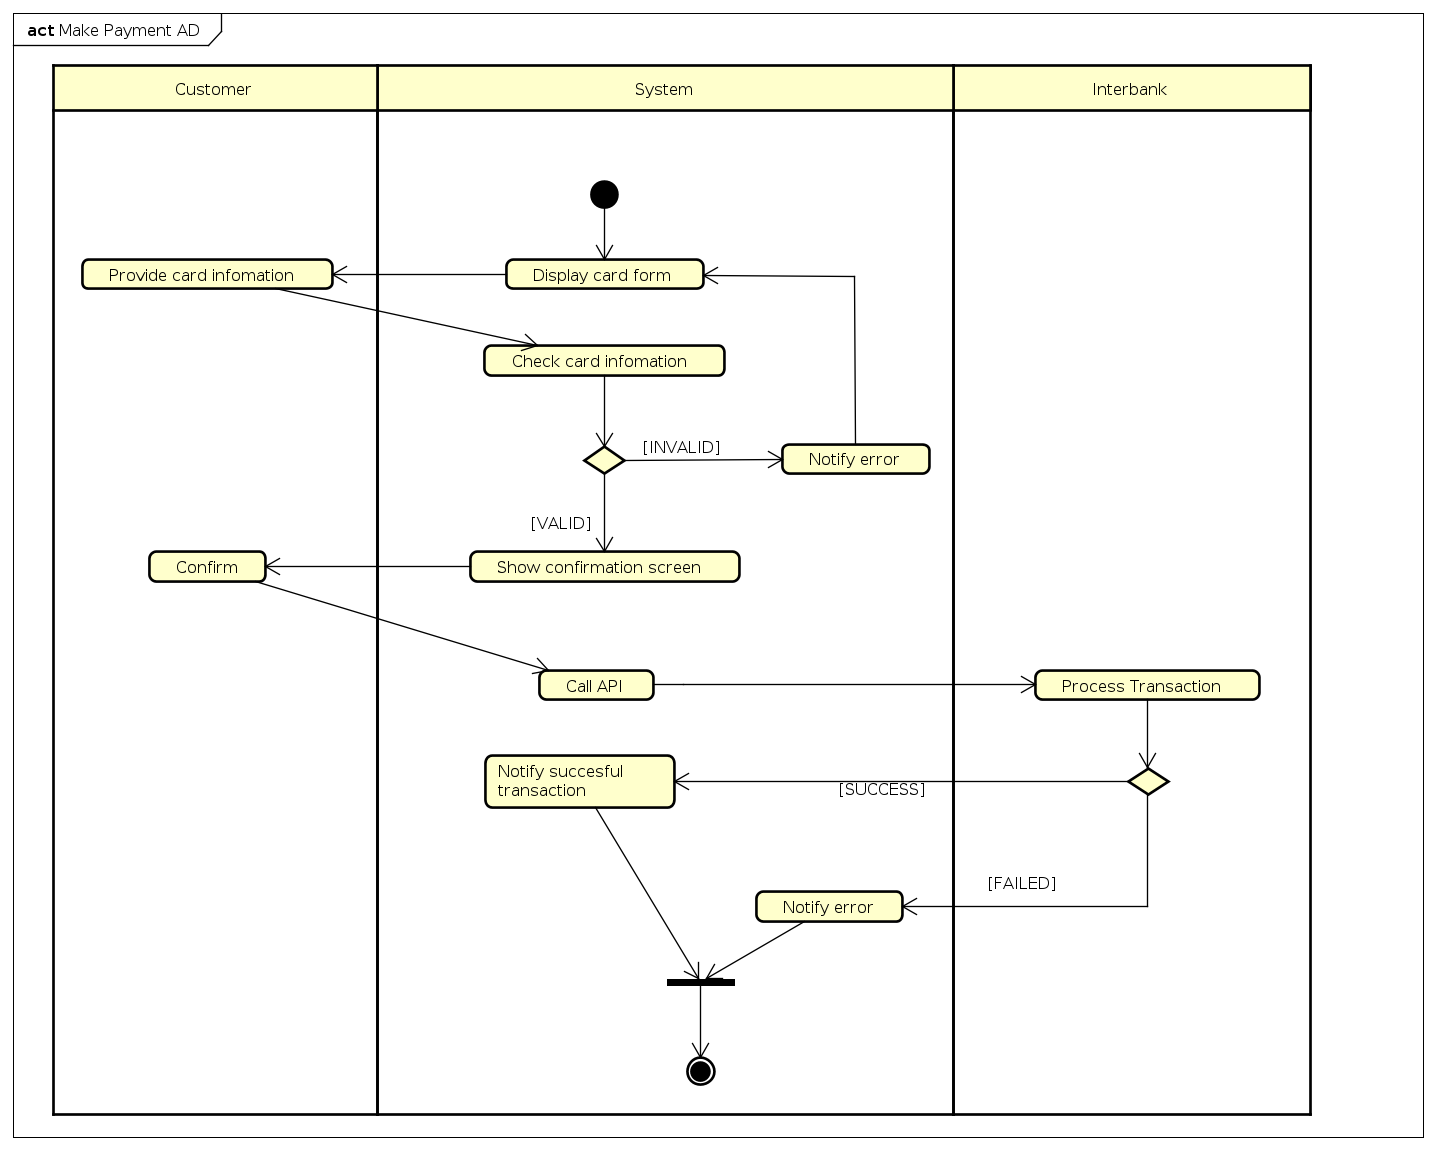 act Make Payment AD
Customer
System
Interbank
Provide card infomation
Display card form
Check card infomation
[INVALID]
Notify error
[VALID]
Confirm
Show confirmation screen
Call API
Process Transaction
Notify succesful
transaction
[SUCCESS]
[FAILED]
Notify error